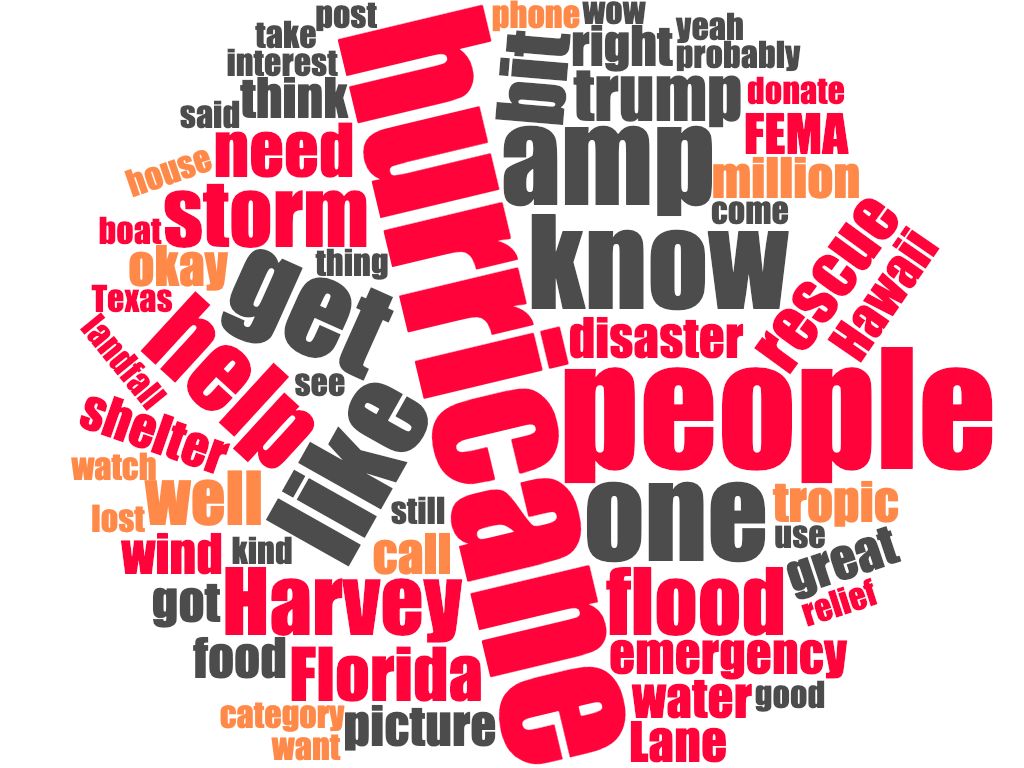 post
phone
wow
take
hurricane
bit
right
yeah
interest
probably
said
think
trump
donate
need
amp
FEMA
house
storm
million
boat
come
okay
thing
know
rescue
Hawaii
Texas
get
landfall
help
disaster
see
people
shelter
like
watch
well
one
tropic
lost
still
use
wind
kind
call
great
got
Harvey
flood
relief
food
Florida
emergency
category
picture
water
good
want
Lane